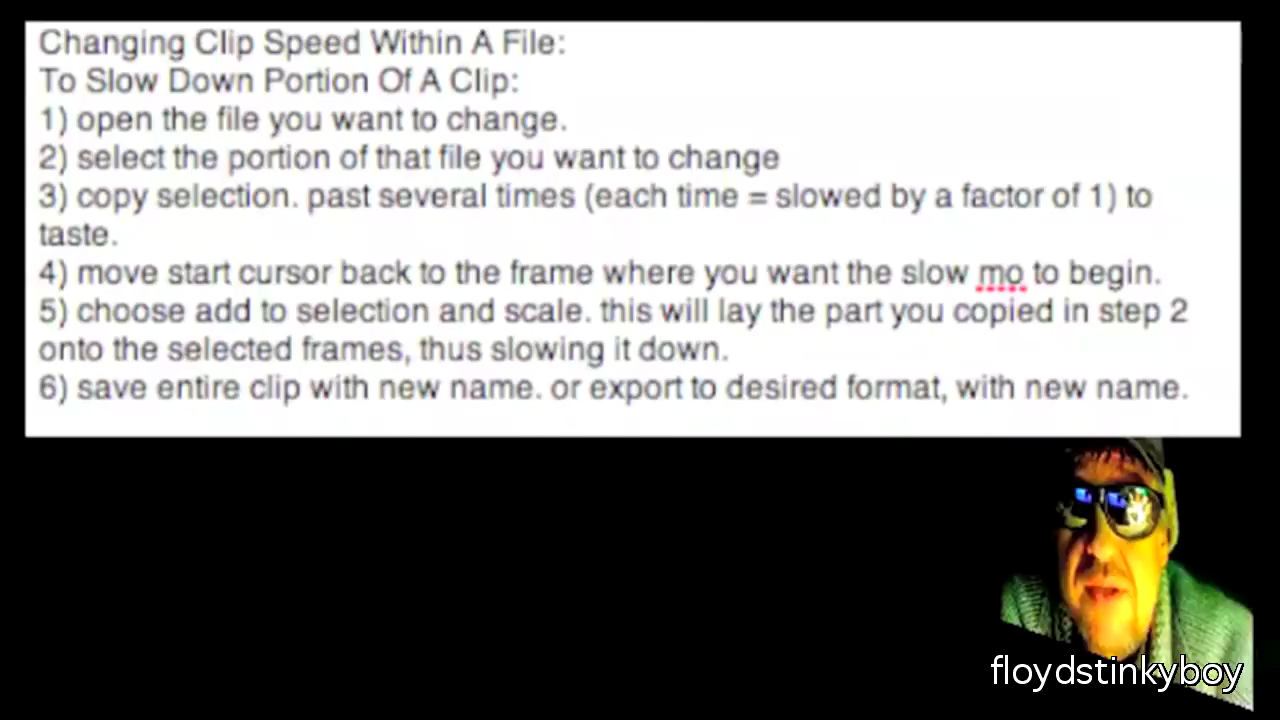 Changing Clip Speed Within A File:
To Slow Down Portion Of A Clip:
1) open the file you want to change.
2) select the portion of that file you want to change
3) copy selection. past several times (each time = slowed by a factor of 1) to
taste.
4) move start cursor back to the frame where you want the slow mo to begin.
5) choose add to selection and scale. this will lay the part you copied in step 2
onto the selected frames, thus slowing it down.
6) save entire clip with new name. or export to desired format, with new name.
floydstinkyboy